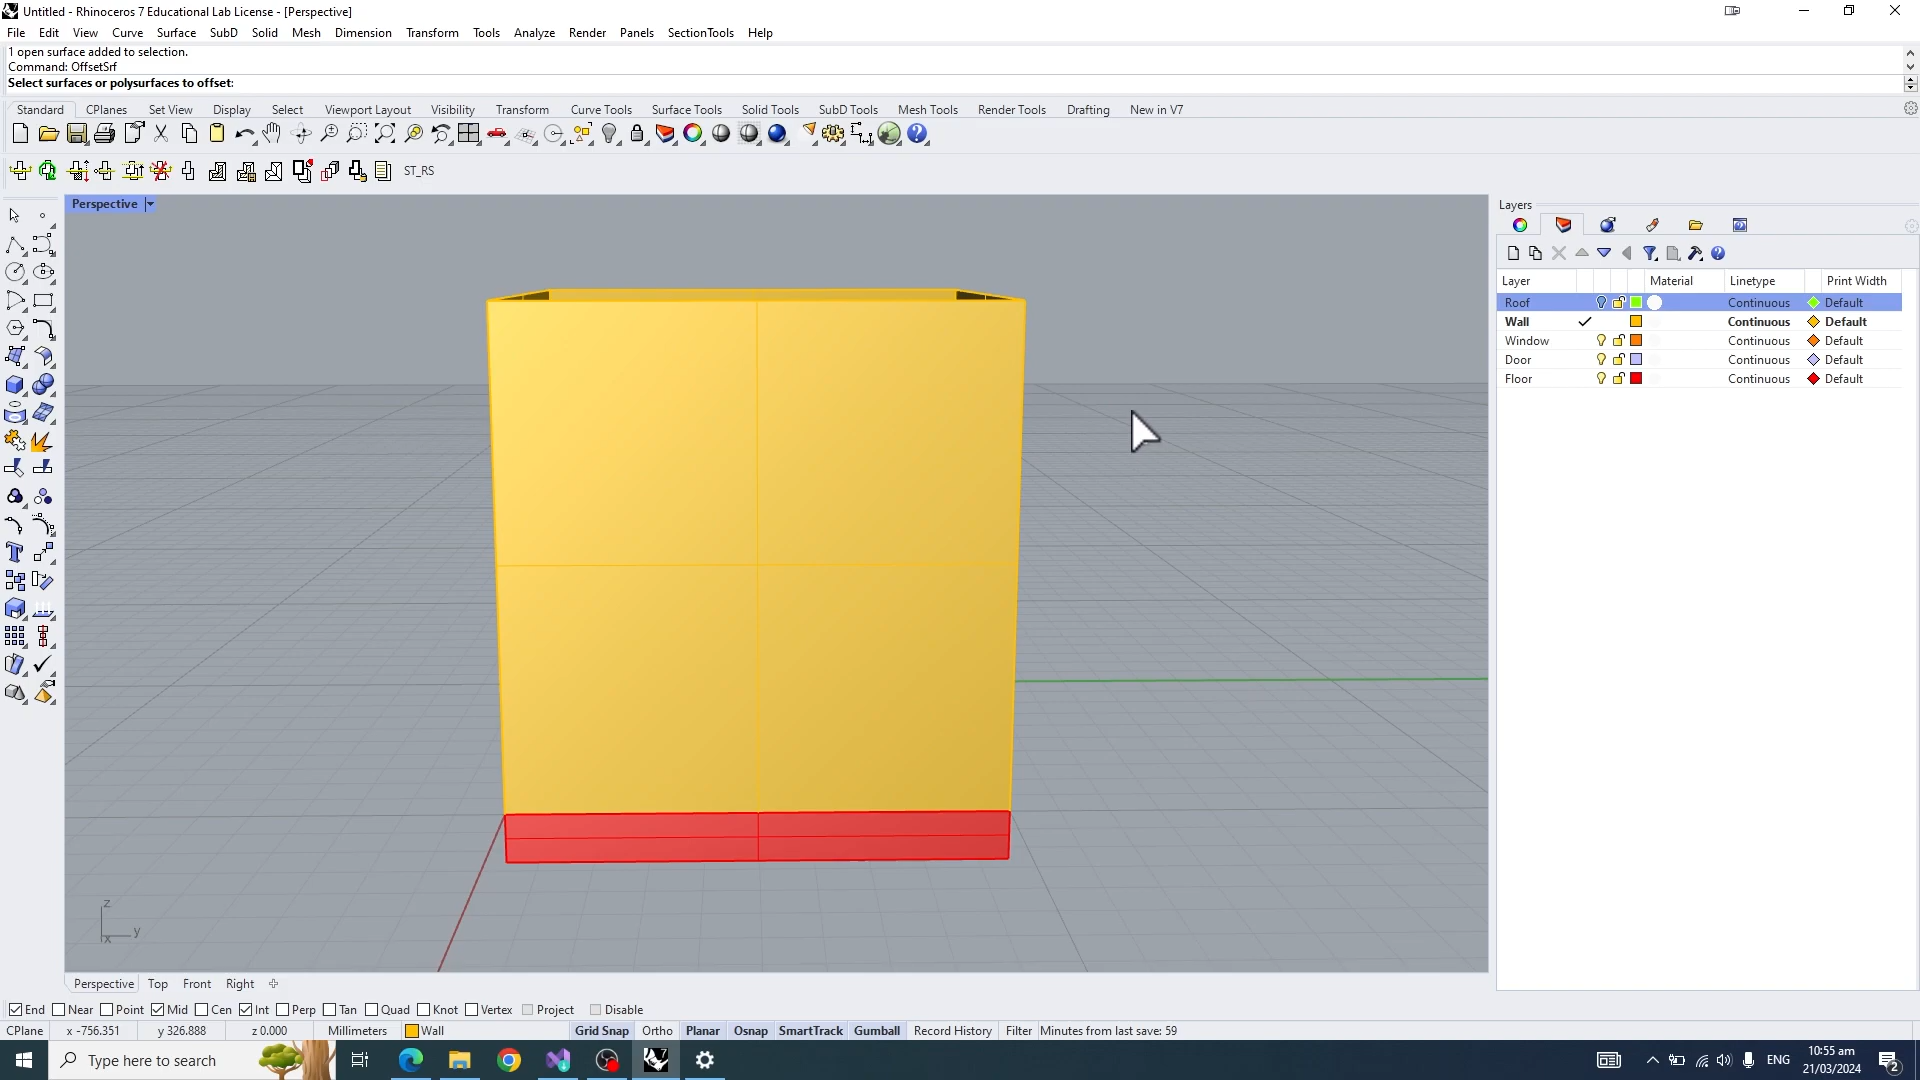 Untitled - Rhinoceros 7 Educational Lab License - [Perspective]
File Edit View Curve Surface SubD Solid Mesh Dimension Transform Tools Analyze Render Panels SectionTools Help
1 open surface added to selection.
Command: OffsetSrf
Select surfaces or polysurfaces to offset:
Standard CPlanes Set View Display Select Viewport Layout Visibility Transform Curve Tools Surface Tools Solid Tools SubD Tools Mesh Tools Render Tools Drafting New in V7
ST_RS
Perspective
Layers
Layer Material Linetype Print Width
Roof Continuous Default
Wall Continuous Default
Window Continuous Default
Door Continuous Default
Floor Continuous Default
z
y
x
Perspective Top Front Right
End Near Point Mid Cen Int Perp Tan Quad Knot Vertex Project Disable
CPlane x -756.351 y 326.888 z 0.000 Millimeters Wall Grid Snap Ortho Planar Osnap SmartTrack Gumball Record History Filter Minutes from last save: 59
Type here to search
ENG
10:55 am
21/03/2024
2